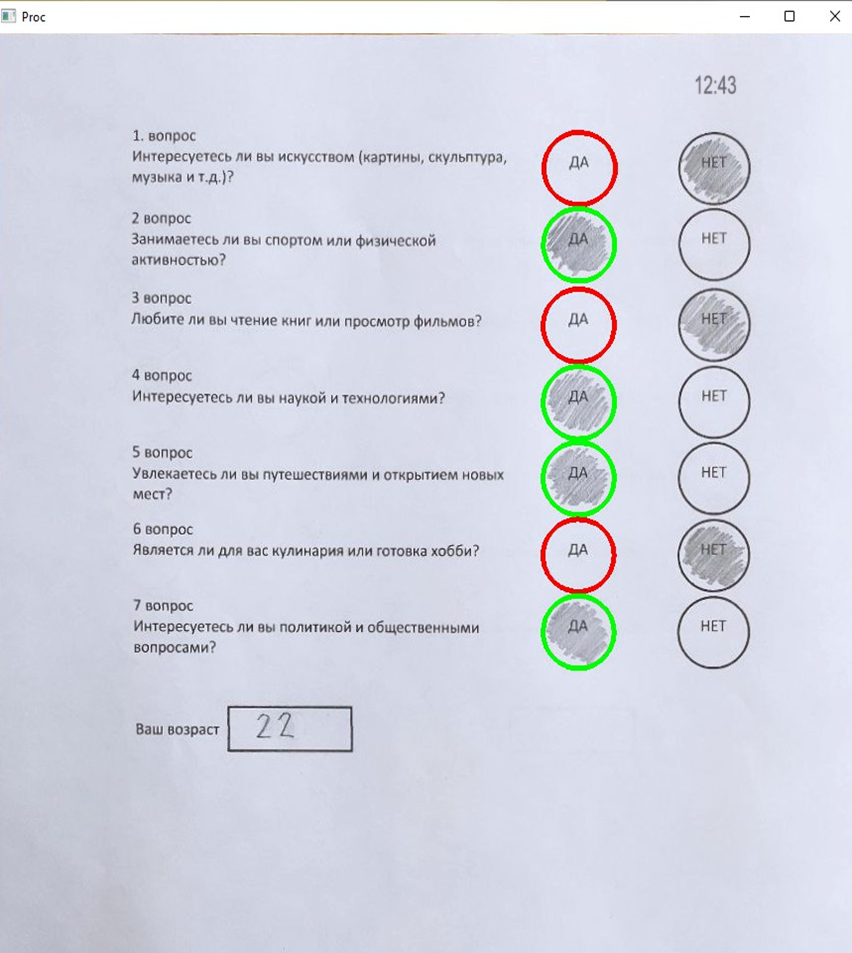 Proc
12:43
1. вопрос
Интересуетесь ли вы искусством (картины, скульптура,
музыка и т.д.)?
ДА НЕТ
2 вопрос
Занимаетесь ли вы спортом или физической
активностью?
ДА НЕТ
3 вопрос
Любите ли вы чтение книг или просмотр фильмов?
ДА НЕТ
4 вопрос
Интересуетесь ли вы наукой и технологиями?
ДА НЕТ
5 вопрос
Увлекаетесь ли вы путешествиями и открытием новых
мест?
ДА НЕТ
6 вопрос
Является ли для вас кулинария или готовка хобби?
ДА НЕТ
7 вопрос
Интересуетесь ли вы политикой и общественными
вопросами?
ДА НЕТ
Ваш возраст 22